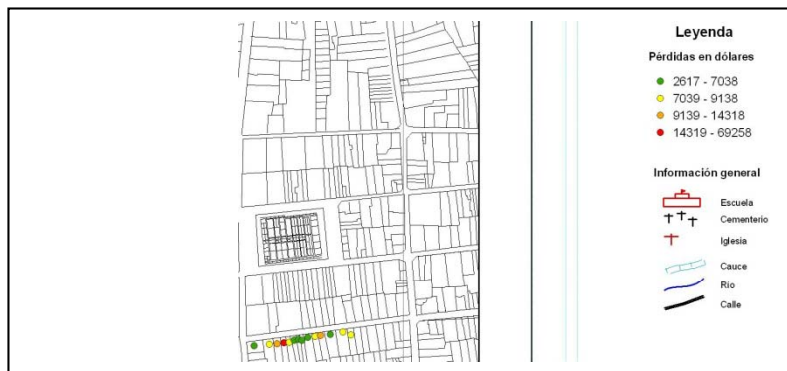 Leyenda
Pérdidas en dólares
2617 - 7038
7039 - 9138
9139 - 14318
14319 - 69258
Información general
Escuela
Cementerio
Iglesia
Cauce
Río
Calle